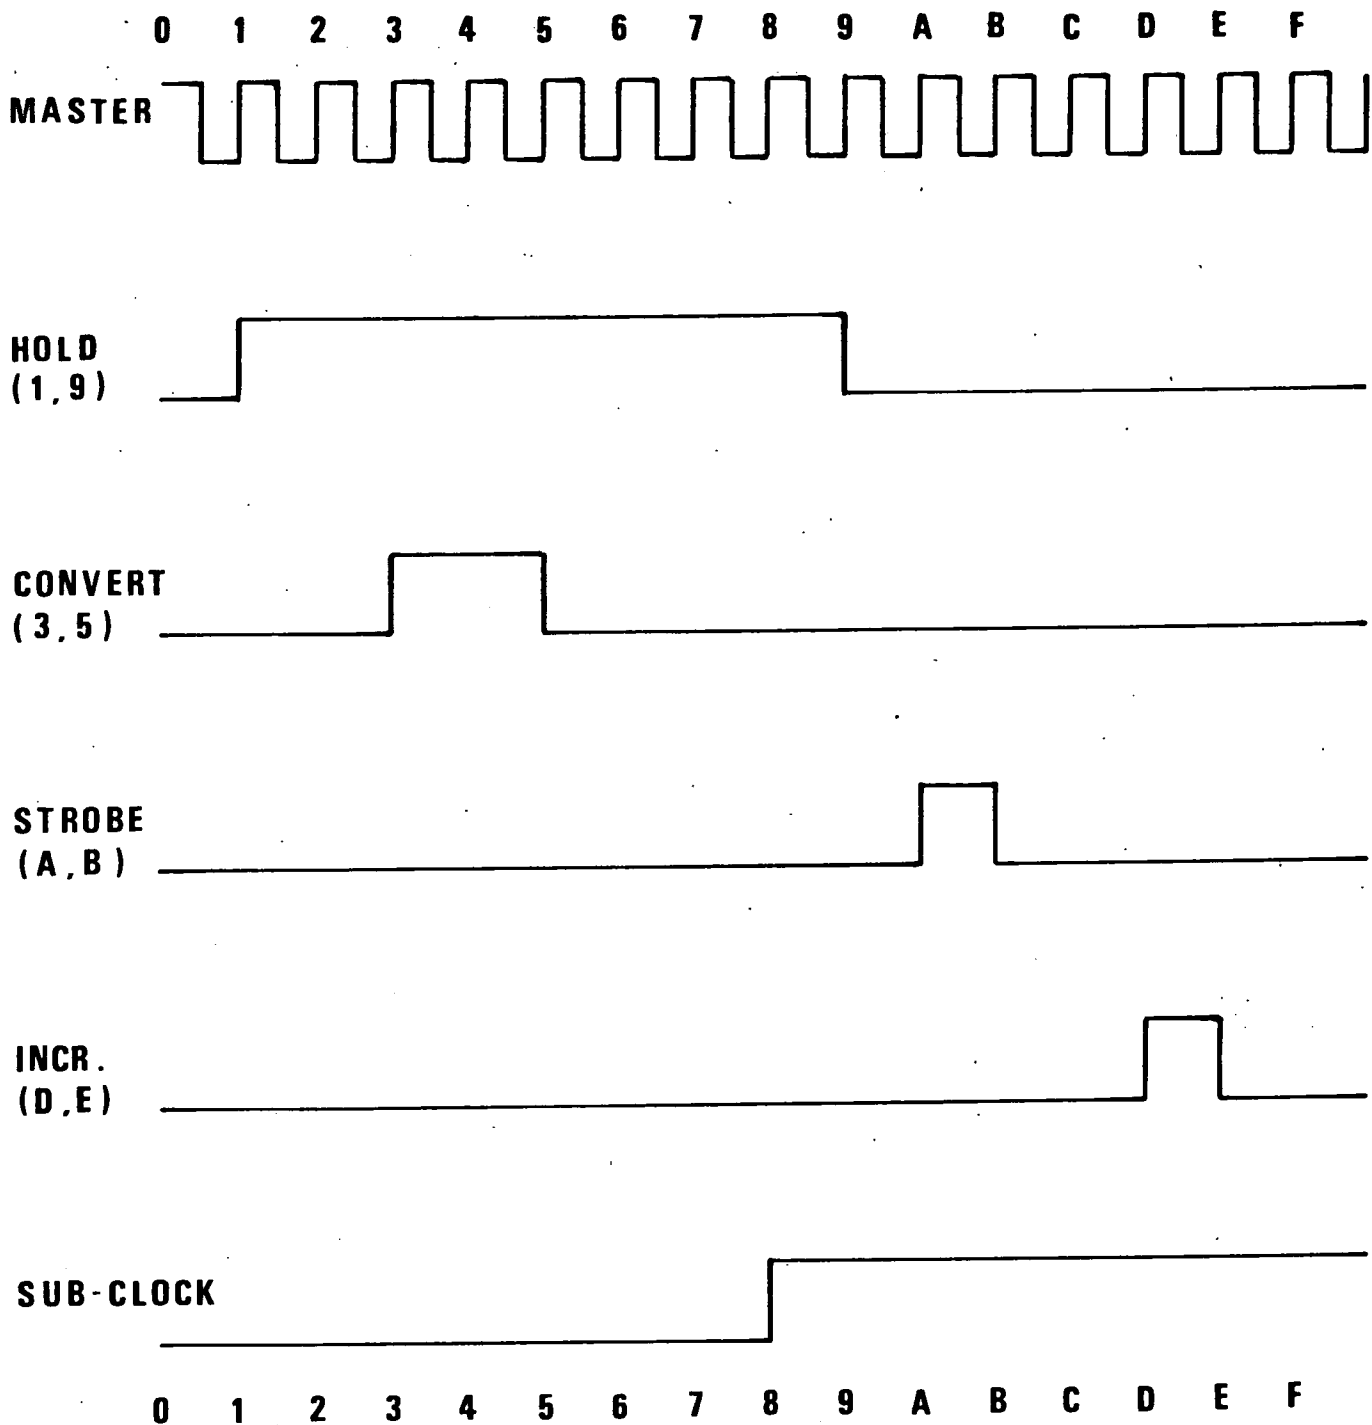 0 1 2 3 4 5 6 7 8 9 A B C D E F
MASTER
HOLD
(1,9)
CONVERT
(3,5)
STROBE
(A,B)
INCR.
(D,E)
SUB-CLOCK
0 1 2 3 4 5 6 7 8 9 A B C D E F